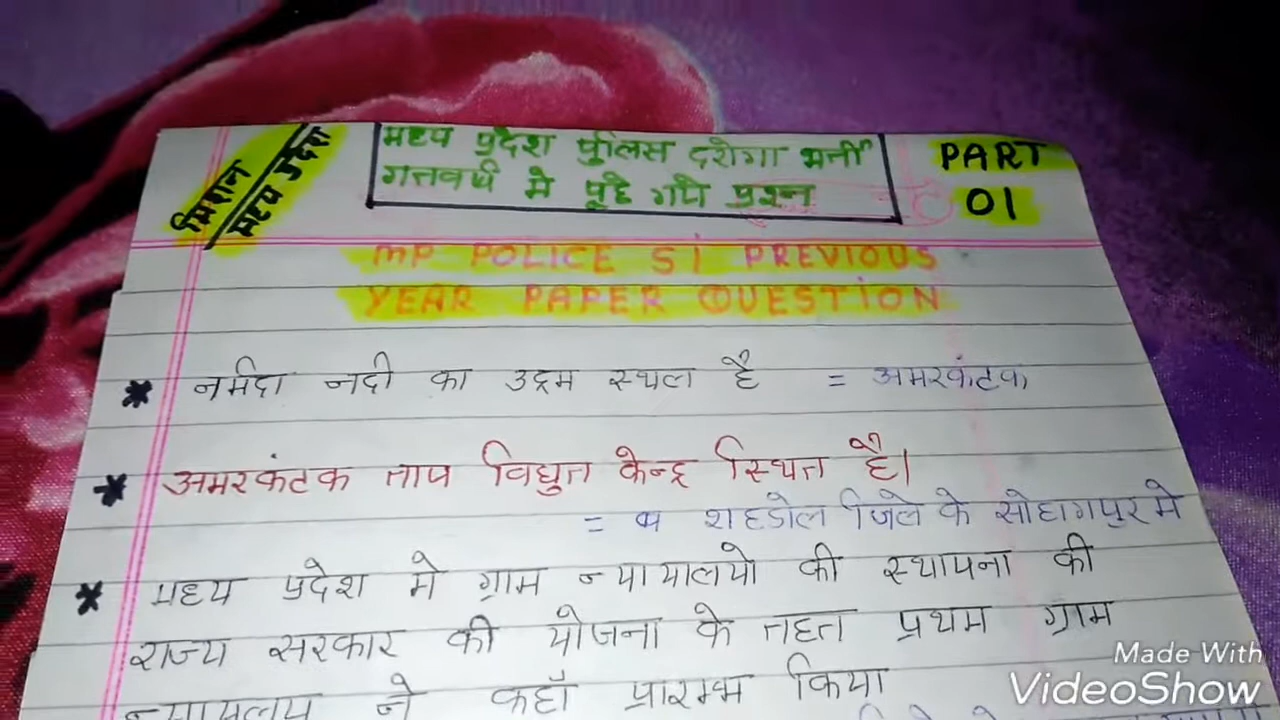 मिशन
मध्य प्रदेश
मध्य प्रदेश पुलिस दरोगा भर्ती
गतवर्ष मे पूछे गये प्रश्न
PART
01
MP POLICE SI PREVIOUS
YEAR PAPER QUESTION
* नर्मदा नदी का उद्गम स्थल है = अमरकंटक
* अमरकंटक ताप विद्युत केन्द्र स्थित है।
= शहडोल जिले के सोहागपुर मे
* मध्य प्रदेश मे ग्राम न्यायालयो की स्थापना की
राज्य सरकार की योजना के तहत प्रथम ग्राम
न्यायालय ने कहाँ प्रारम्भ किया
Made With
VideoShow